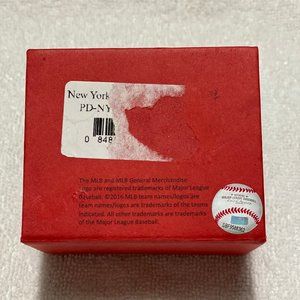 New York
PD-NY
0 848
The MLB and MLB General Merchandise
logo are registered trademarks of Major League
Baseball. ©2016 MLB team names/logos are
team names/logos are trademarks of the teams
indicated. All other trademarks are trademarks
of the Major League Baseball.